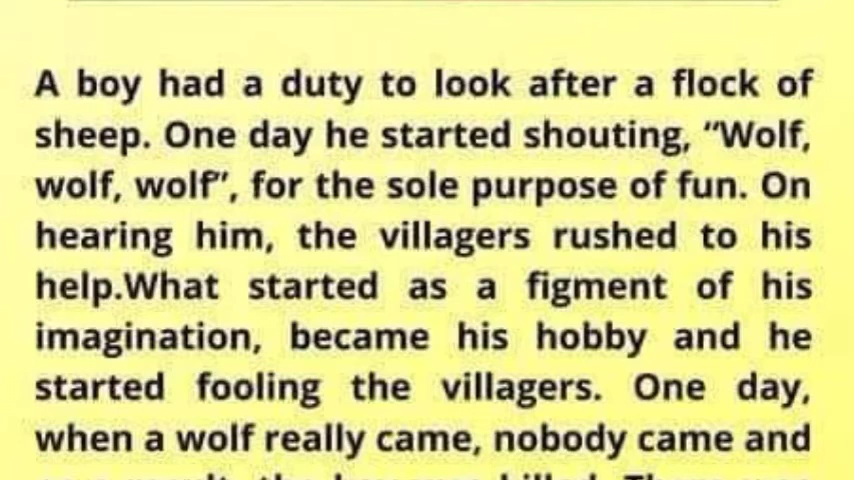 A boy had a duty to look after a flock of
sheep. One day he started shouting, “Wolf,
wolf, wolf”, for the sole purpose of fun. On
hearing him, the villagers rushed to his
help.What started as a figment of his
imagination, became his hobby and he
started fooling the villagers. One day,
when a wolf really came, nobody came and